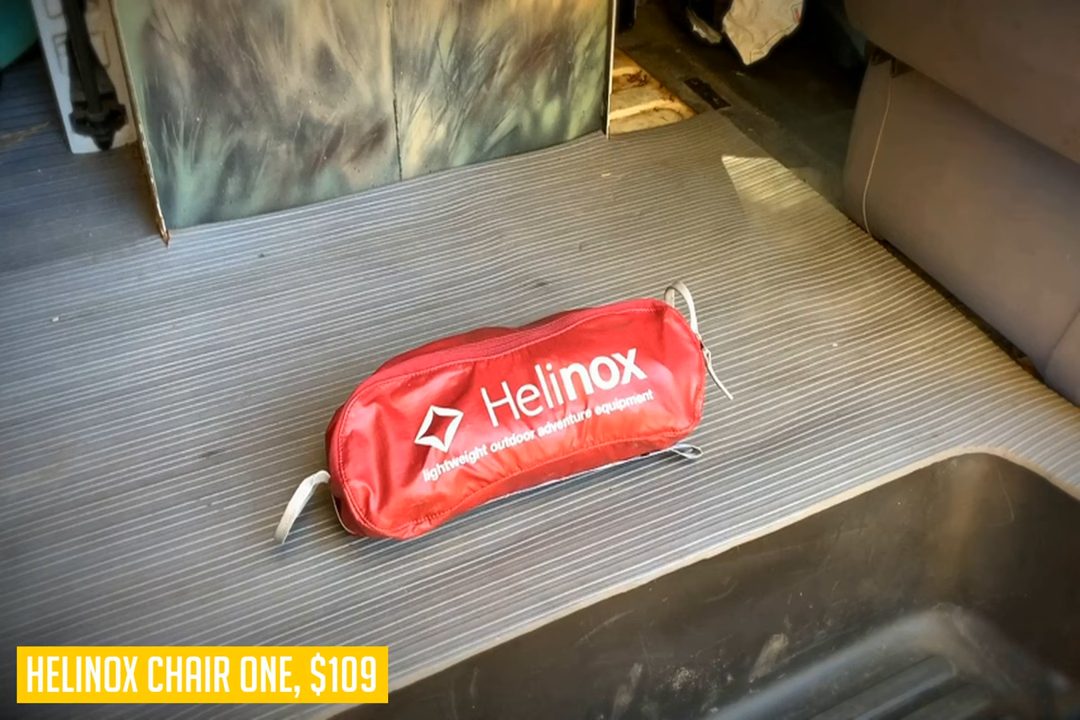 Helinox
lightweight outdoor adventure equipment
HELINOX CHAIR ONE, $109